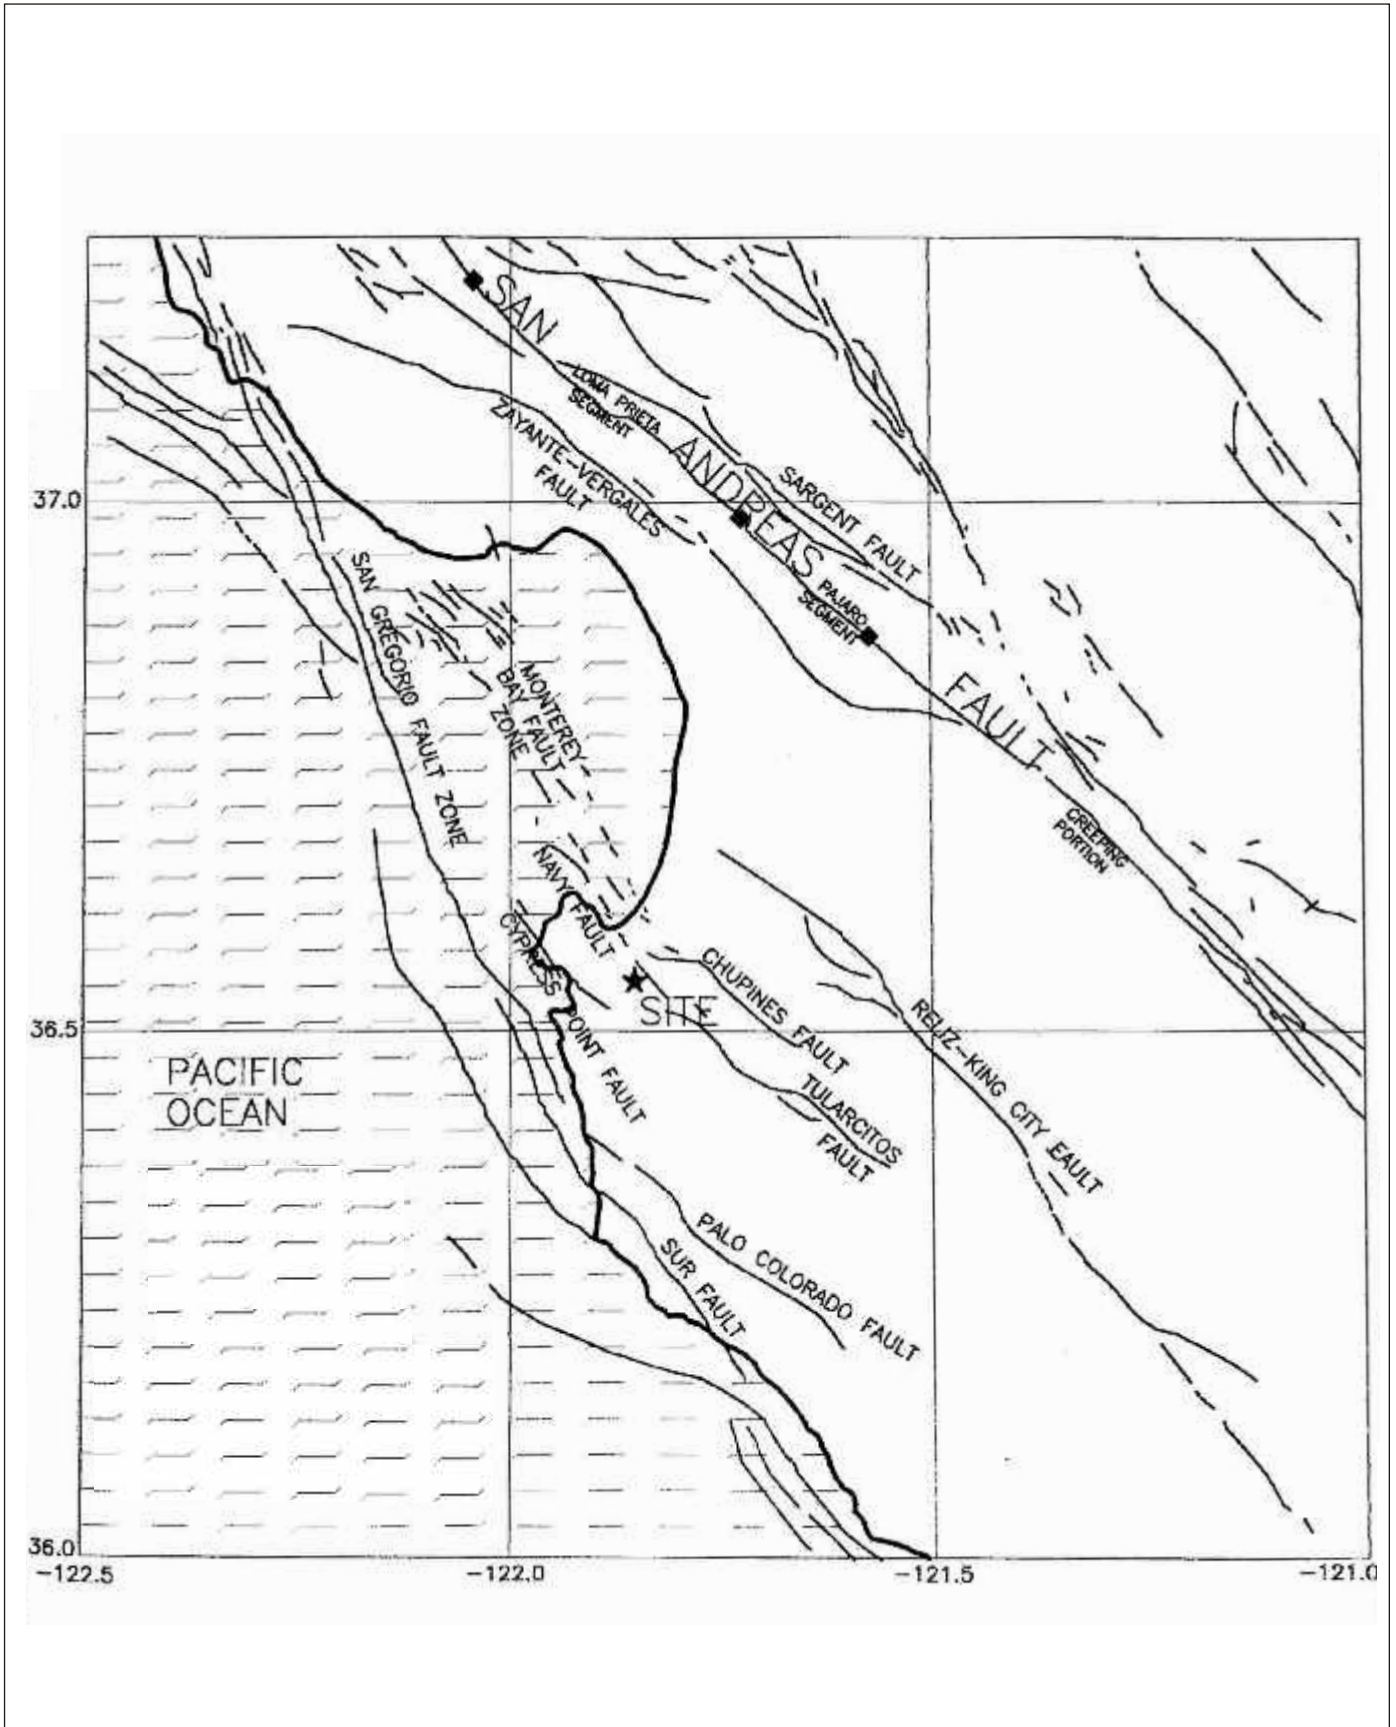 SAN
ANDREAS
FAULT
LOMA PRIETA
SEGMENT
ZAYANTE-VERGALES
FAULT
SARGENT FAULT
PAJARO
SEGMENT
37.0
SAN GREGORIO FAULT ZONE
MONTEREY
BAY FAULT
ZONE
CREEPING
PORTION
NAVY
FAULT
CYPRESS POINT FAULT
SITE
CHUPINES FAULT
RELIZ-KING CITY FAULT
36.5
TULARCITOS
FAULT
PACIFIC
OCEAN
PALO COLORADO FAULT
SUR FAULT
36.0
-122.5
-122.0
-121.5
-121.0